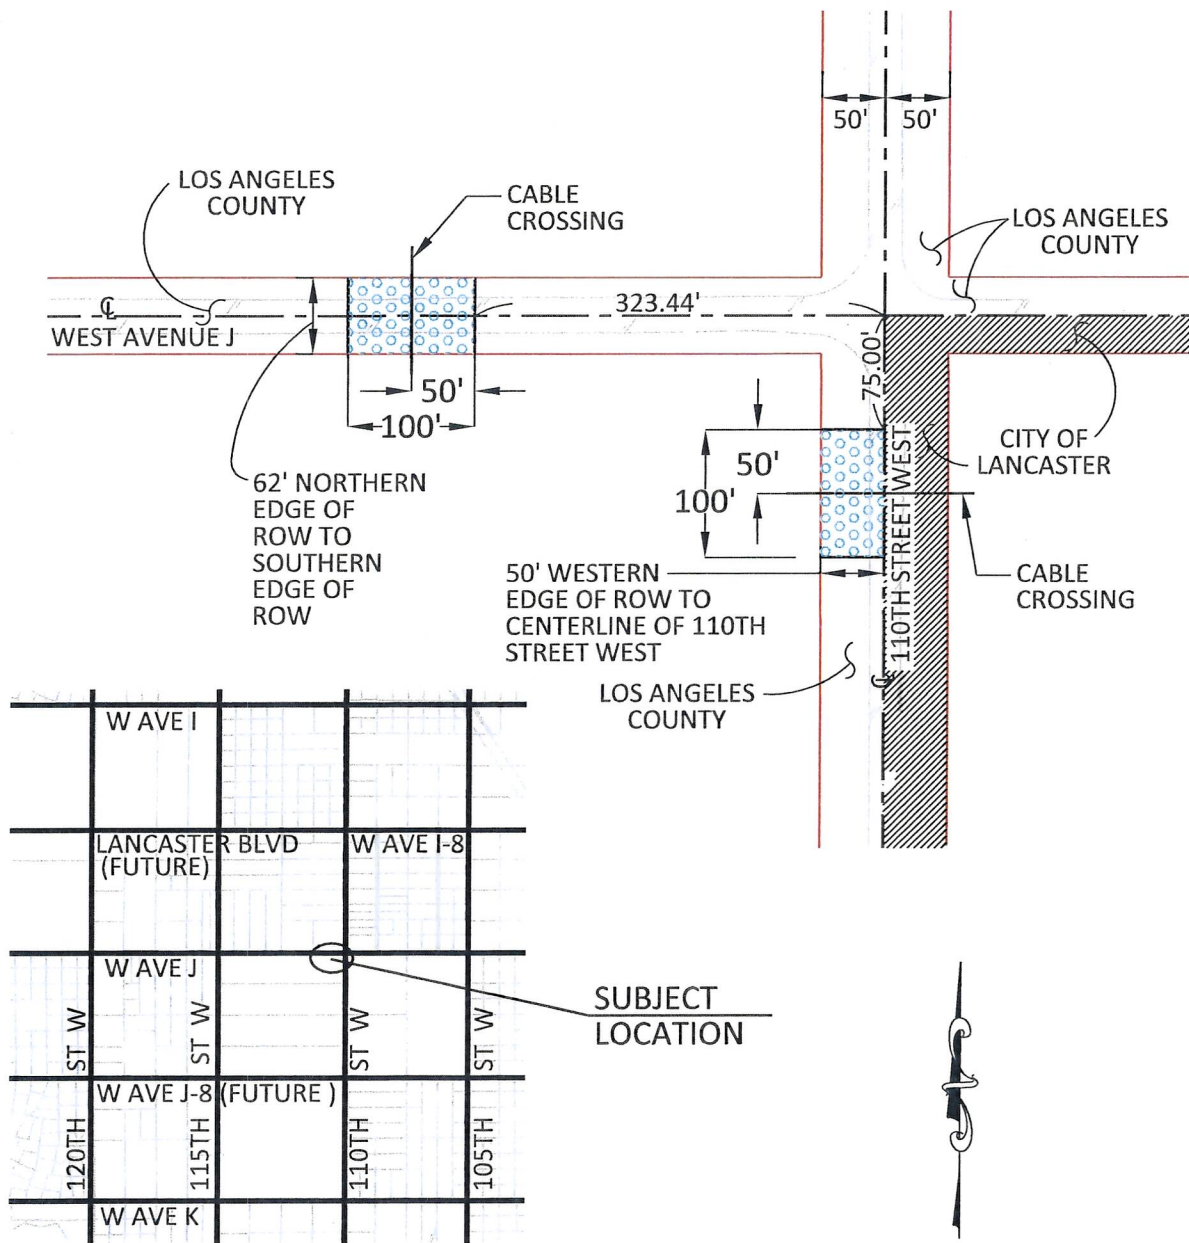 50' 50'
LOS ANGELES
COUNTY
CABLE
CROSSING
LOS ANGELES
COUNTY
323.44'
℄
WEST AVENUE J
75.00'
50'
100'
50'
100'
CITY OF
LANCASTER
62' NORTHERN
EDGE OF
ROW TO
SOUTHERN
EDGE OF
ROW
50' WESTERN
EDGE OF ROW TO
CENTERLINE OF 110TH
STREET WEST
110TH STREET WEST
℄
CABLE
CROSSING
LOS ANGELES
COUNTY
W AVE I
LANCASTER BLVD
(FUTURE)
W AVE I-8
W AVE J
SUBJECT
LOCATION
120TH ST W
115TH ST W
110TH ST W
105TH ST W
W AVE J-8 (FUTURE )
W AVE K